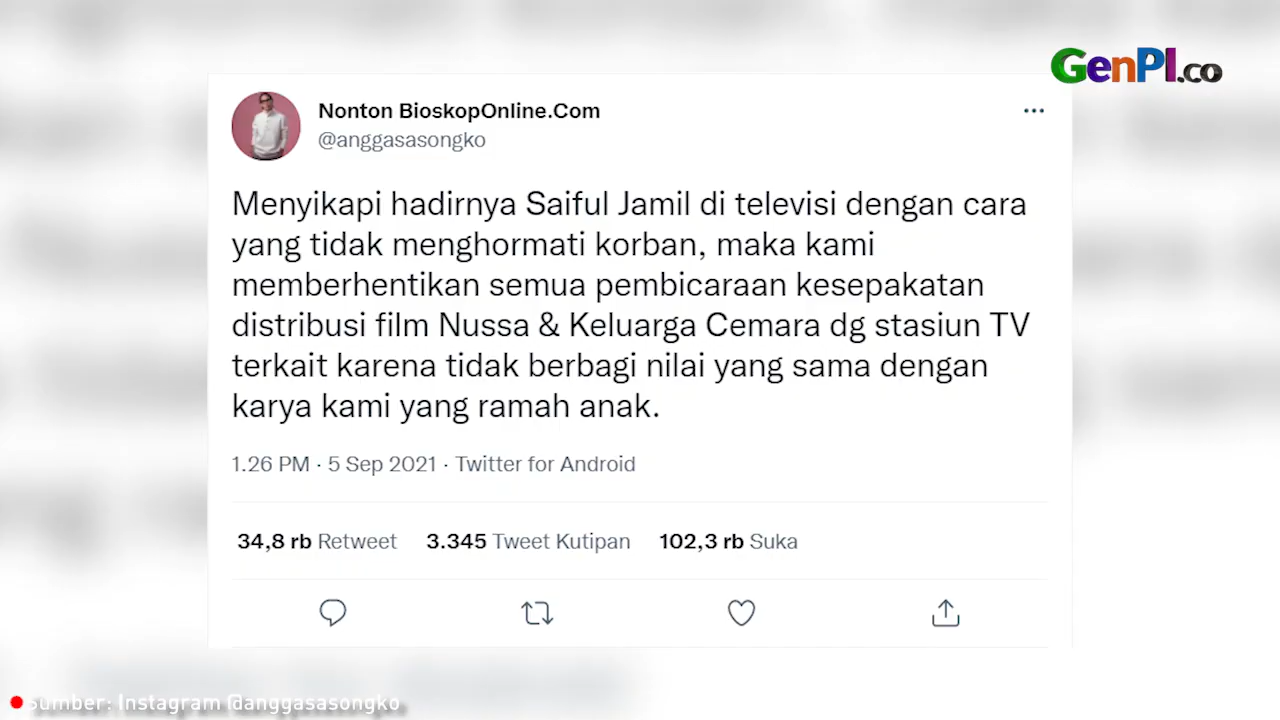 GenPI.co
Nonton BioskopOnline.Com
@anggasasongko
Menyikapi hadirnya Saiful Jamil di televisi dengan cara
yang tidak menghormati korban, maka kami
memberhentikan semua pembicaraan kesepakatan
distribusi film Nussa & Keluarga Cemara dg stasiun TV
terkait karena tidak berbagi nilai yang sama dengan
karya kami yang ramah anak.
1.26 PM · 5 Sep 2021 · Twitter for Android
34,8 rb Retweet 3.345 Tweet Kutipan 102,3 rb Suka
Sumber: Instagram @anggasasongko